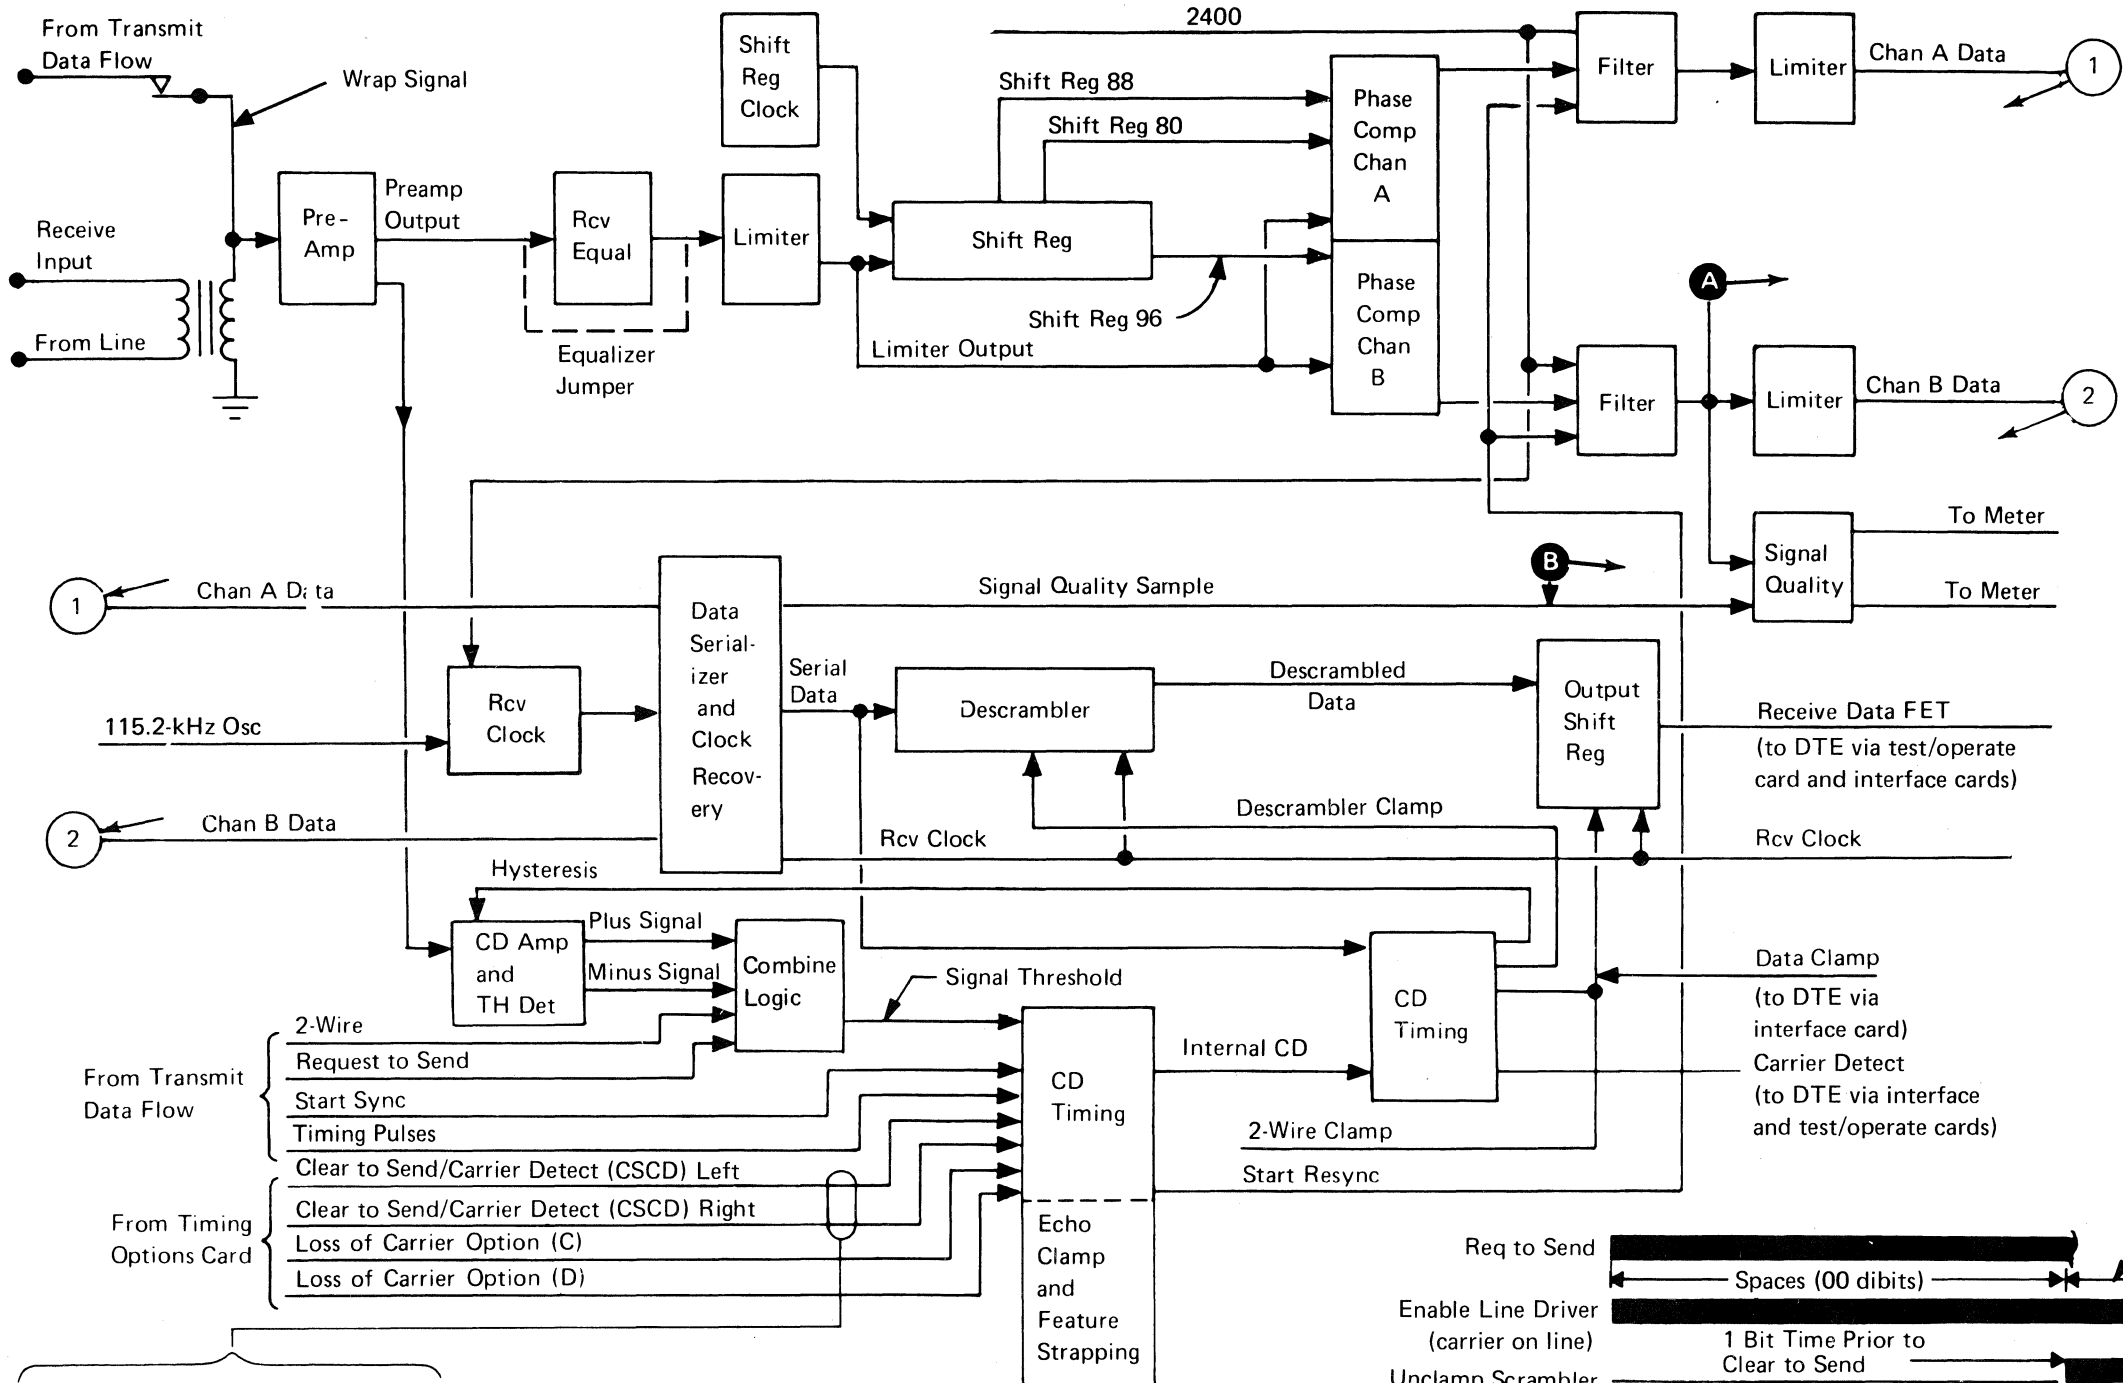 From Transmit
Data Flow
Wrap Signal
Receive
Input
From Line
Pre-
Amp
Preamp
Output
Rcv
Equal
Equalizer
Jumper
Shift
Reg
Clock
Limiter
2400
Shift Reg 88
Shift Reg 80
Shift Reg
Shift Reg 96
Limiter Output
Phase
Comp
Chan
A
Phase
Comp
Chan
B
Filter
Limiter
Chan A Data
1
A
Filter
Limiter
Chan B Data
2
Signal
Quality
To Meter
To Meter
1
Chan A Data
B
Signal Quality Sample
115.2-kHz Osc
Rcv
Clock
Data
Serial-
izer
and
Clock
Recov-
ery
Serial
Data
Descrambler
Descrambled
Data
Output
Shift
Reg
Receive Data FET
(to DTE via test/operate
card and interface cards)
2
Chan B Data
Descrambler Clamp
Rcv Clock
Rcv Clock
Hysteresis
CD Amp
and
TH Det
Plus Signal
Minus Signal
Combine
Logic
Signal Threshold
CD
Timing
Data Clamp
(to DTE via
interface card)
Carrier Detect
(to DTE via interface
and test/operate cards)
From Transmit
Data Flow
2-Wire
Request to Send
Start Sync
Timing Pulses
CD
Timing
Internal CD
2-Wire Clamp
Start Resync
From Timing
Options Card
Clear to Send/Carrier Detect (CSCD) Left
Clear to Send/Carrier Detect (CSCD) Right
Loss of Carrier Option (C)
Loss of Carrier Option (D)
Echo
Clamp
and
Feature
Strapping
Req to Send
Spaces (00 dibits)
Enable Line Driver
(carrier on line)
1 Bit Time Prior to
Clear to Send
Unclamp Scrambler